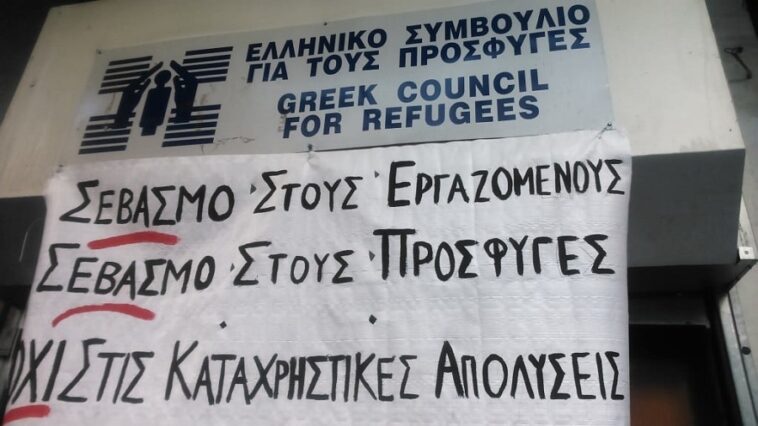 ΕΛΛΗΝΙΚΟ ΣΥΜΒΟΥΛΙΟ
ΓΙΑ ΤΟΥΣ ΠΡΟΣΦΥΓΕΣ
GREEK COUNCIL
FOR REFUGEES
ΣΕΒΑΣΜΟ ΣΤΟΥΣ ΕΡΓΑΖΟΜΕΝΟΥΣ
ΣΕΒΑΣΜΟ ΣΤΟΥΣ ΠΡΟΣΦΥΓΕΣ
ΟΧΙ ΣΤΙΣ ΚΑΤΑΧΡΗΣΤΙΚΕΣ ΑΠΟΛΥΣΕΙΣ